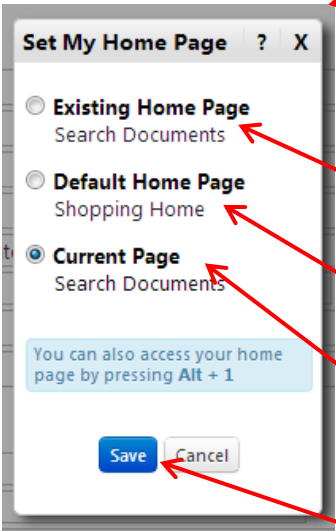 Set My Home Page ? X
Existing Home Page
Search Documents
Default Home Page
Shopping Home
Current Page
Search Documents
You can also access your home
page by pressing Alt + 1
Save Cancel